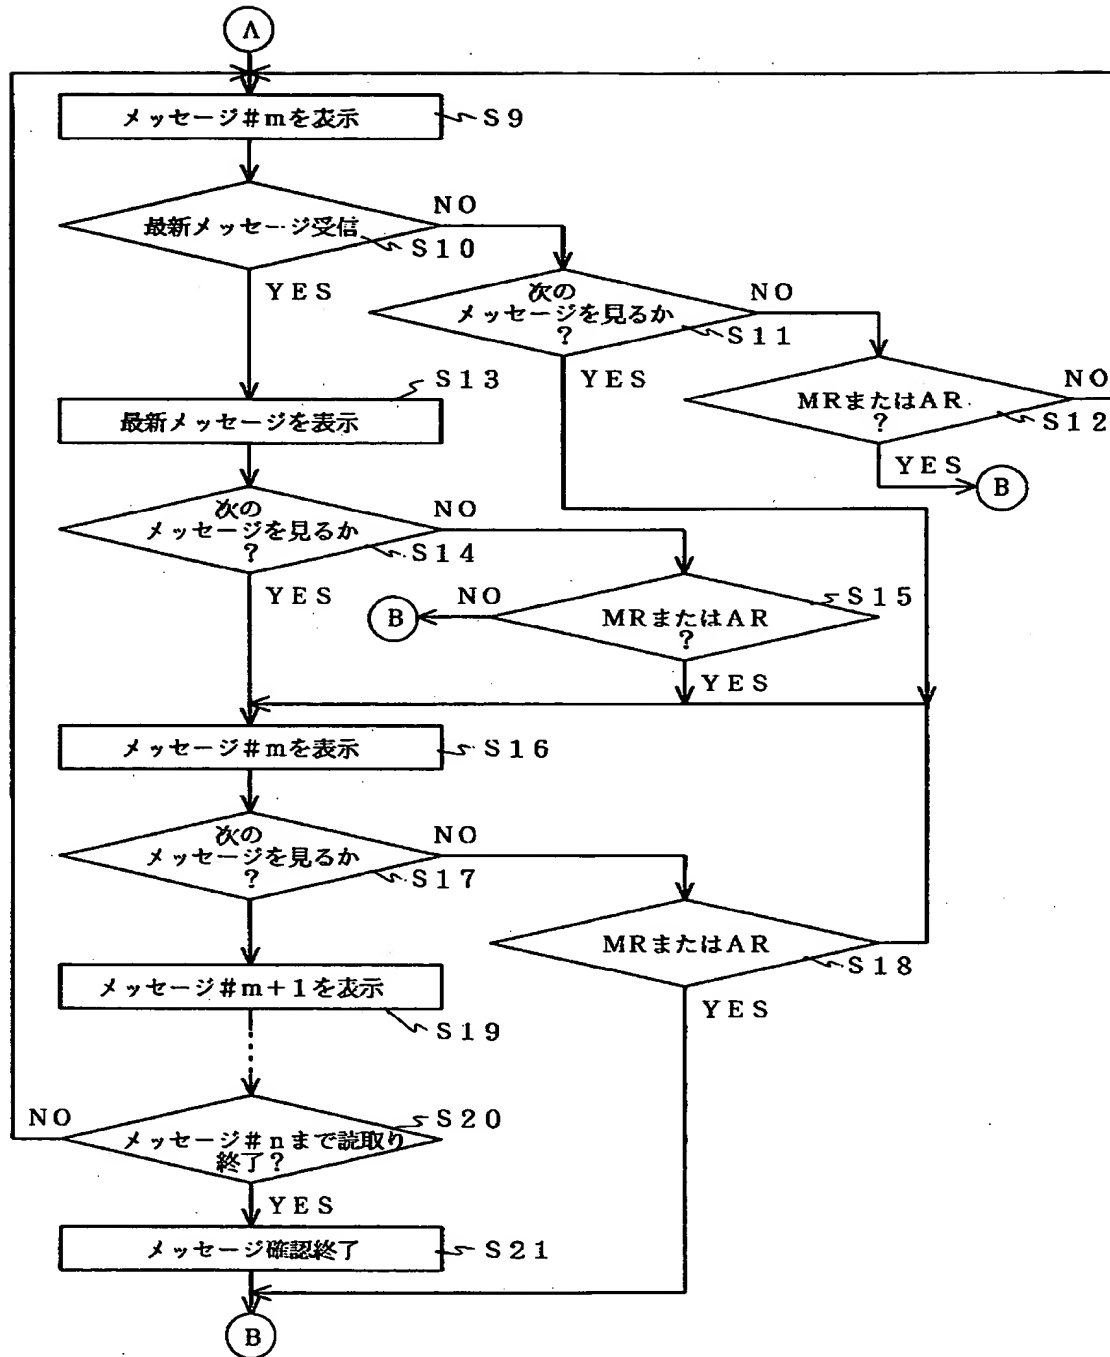 A
メッセージ#mを表示
S9
最新メッセージ受信
NO
S10
YES
次の
メッセージを見るか
?
NO
S11
YES
MRまたはAR
?
NO
S12
YES
B
S13
最新メッセージを表示
次の
メッセージを見るか
?
NO
S14
YES
MRまたはAR
?
S15
NO
B
YES
メッセージ#mを表示
S16
次の
メッセージを見るか
?
NO
S17
MRまたはAR
S18
YES
メッセージ#m+1を表示
S19
メッセージ#nまで読取り
終了?
S20
NO
YES
メッセージ確認終了
S21
B